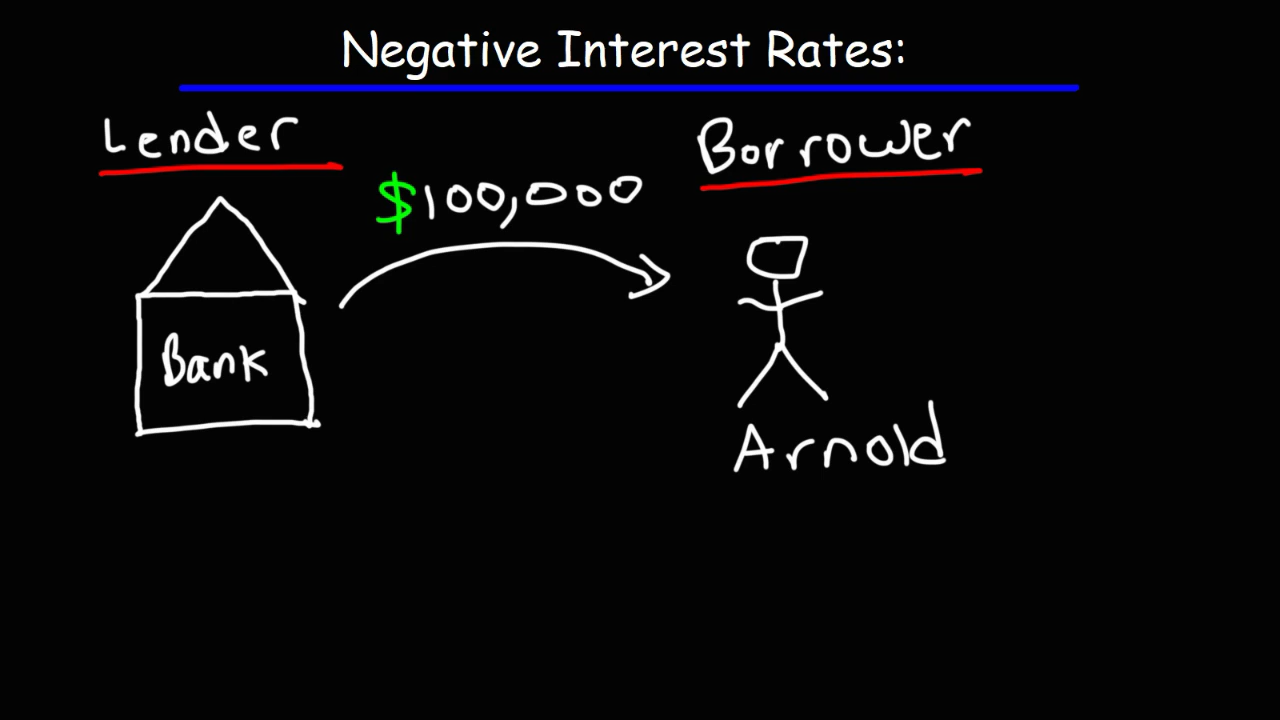 Negative Interest Rates:
Lender
Borrower
$100,000
Bank
Arnold